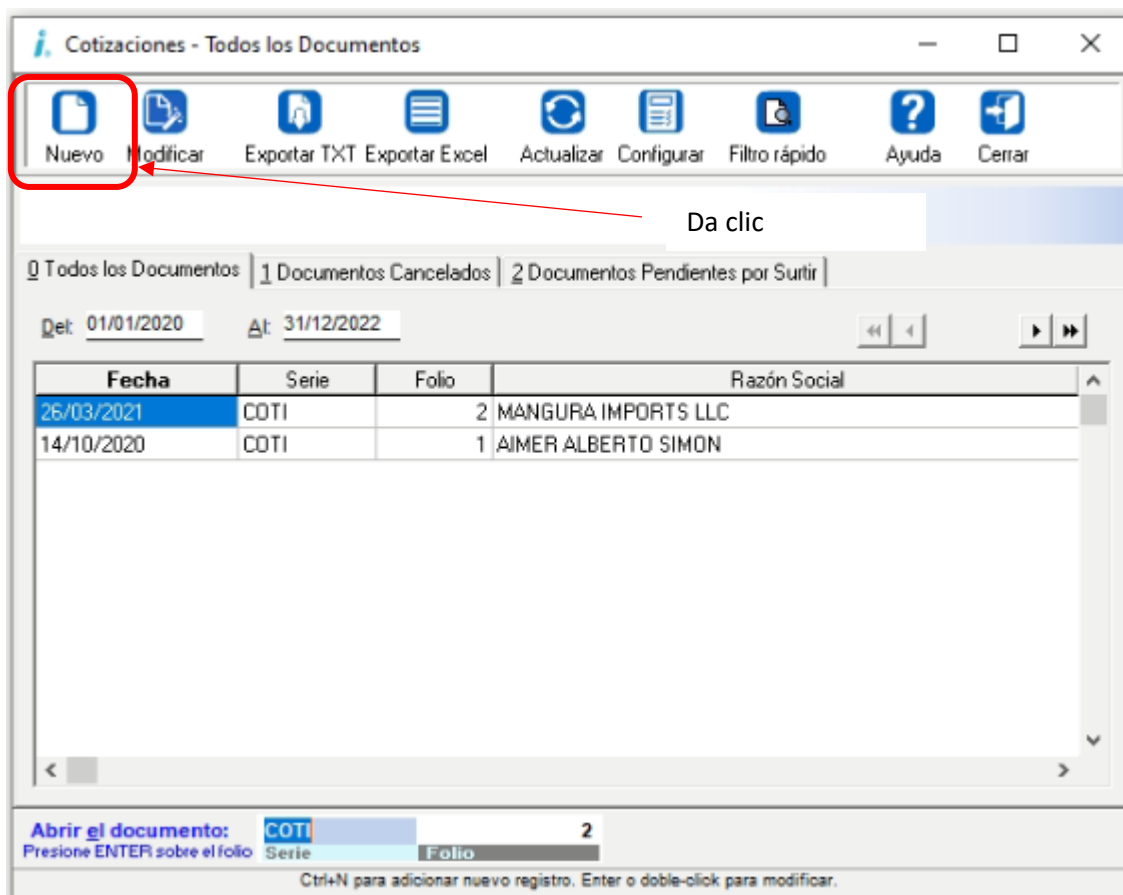 Cotizaciones - Todos los Documentos
Nuevo Modificar Exportar TXT Exportar Excel Actualizar Configurar Filtro rápido Ayuda Cerrar
Da clic
0 Todos los Documentos 1 Documentos Cancelados 2 Documentos Pendientes por Surtir
Del: 01/01/2020 Al: 31/12/2022
Fecha Serie Folio Razón Social
26/03/2021 COTI 2 MANGURA IMPORTS LLC
14/10/2020 COTI 1 AIMER ALBERTO SIMON
Abrir el documento: COTI 2
Presione ENTER sobre el folio Serie Folio
Ctrl+N para adicionar nuevo registro. Enter o doble-click para modificar.